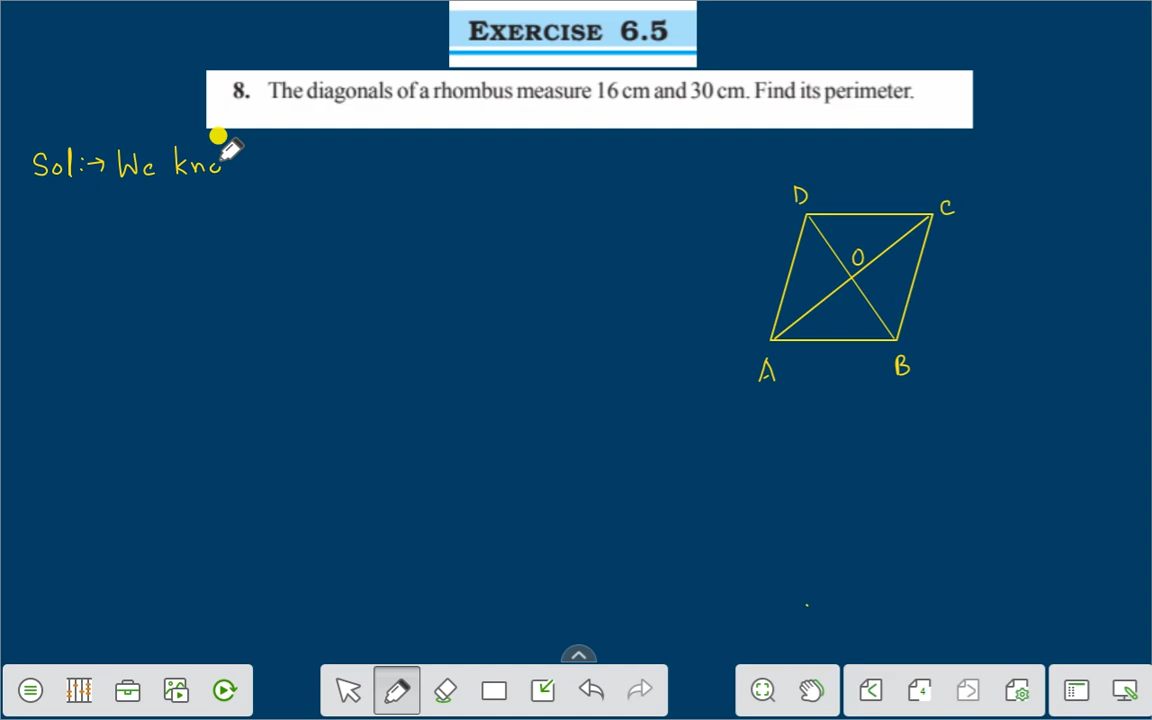 EXERCISE 6.5
8. The diagonals of a rhombus measure 16 cm and 30 cm. Find its perimeter.
Sol:→ We kno
D
C
O
A
B
4